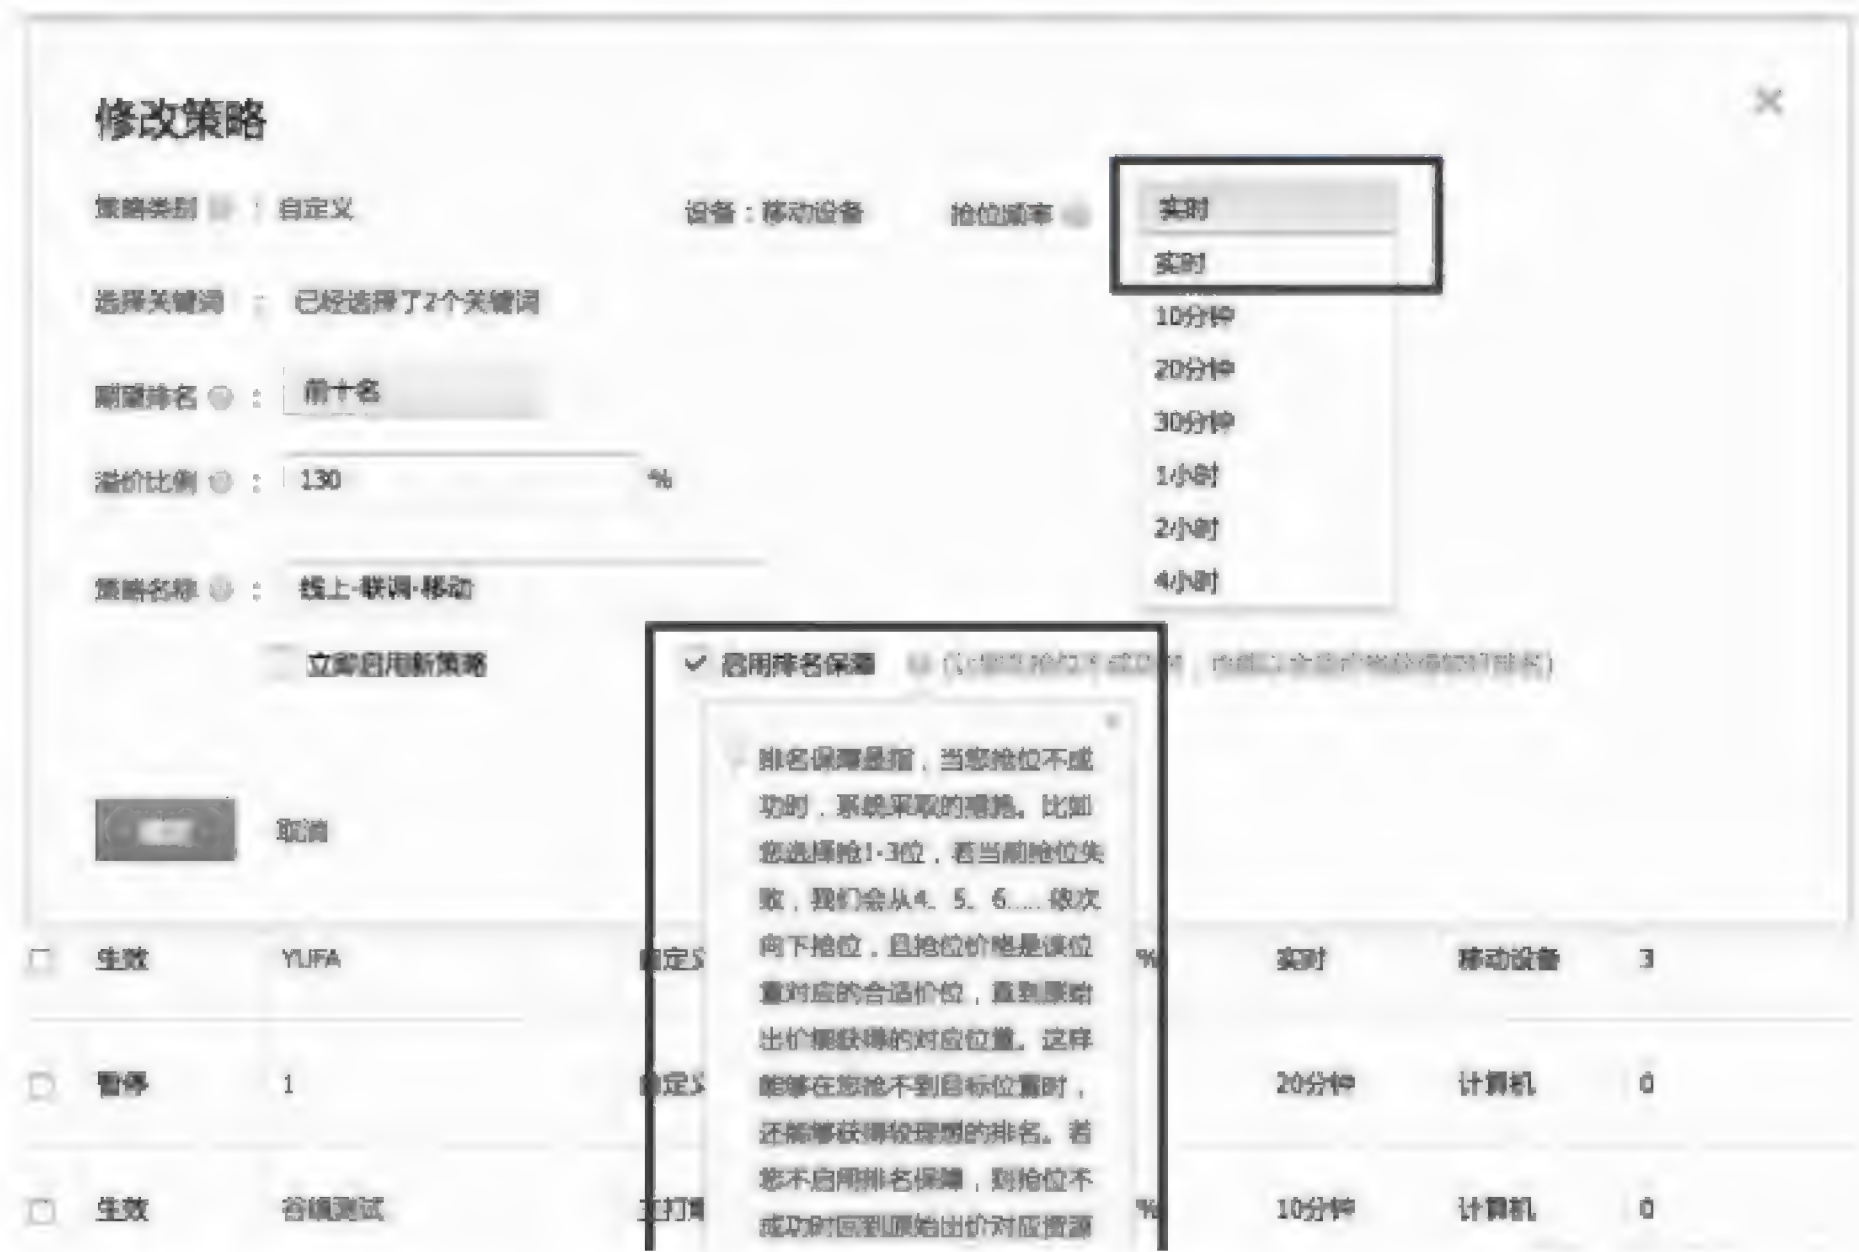 修改策略
策略类别 : 自定义
设备：移动设备
抢位频率
实时
实时
10分钟
20分钟
30分钟
1小时
2小时
4小时
选择关键词 : 已经选择了2个关键词
期望排名 : 前十名
溢价比例 : 130 %
策略名称 : 线上-联调-移动
立即启用新策略
启用排名保障
排名保障是指，当您抢位不成
功时，系统采取的措施。比如
您选择抢1-3位，若当前抢位失
败，我们会从4、5、6……依次
向下抢位，且抢位价格是该位
置对应的合适价位，直到原始
出价能获得的对应位置。这样
能够在您抢不到目标位置时，
还能够获得较理想的排名。若
您不启用排名保障，则抢位不
成功时回到原始出价对应资源
取消
生效 YUFA 自定义 % 实时 移动设备 3
暂停 1 自定义 20分钟 计算机 0
生效 谷编测试 % 10分钟 计算机 0